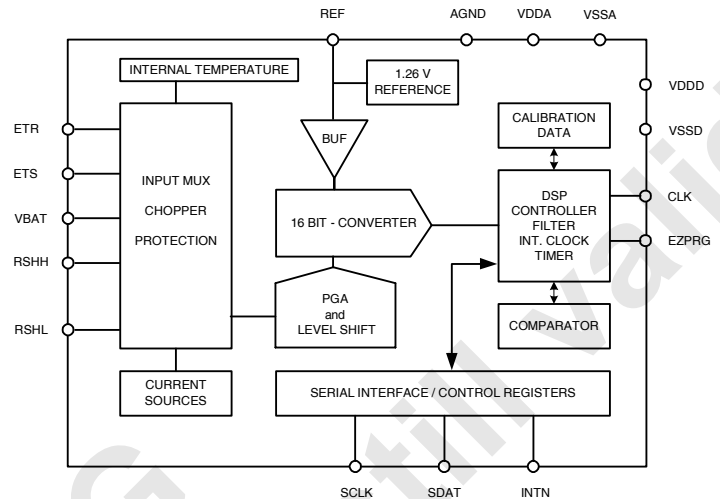 REF
AGND
VDDA
VSSA
INTERNAL TEMPERATURE
1.26 V
REFERENCE
VDDD
ETR
CALIBRATION
DATA
VSSD
BUF
ETS
INPUT MUX
CHOPPER
PROTECTION
16 BIT - CONVERTER
DSP
CONTROLLER
FILTER
INT. CLOCK
TIMER
CLK
VBAT
EZPRG
RSHH
PGA
and
LEVEL SHIFT
RSHL
COMPARATOR
CURRENT
SOURCES
SERIAL INTERFACE / CONTROL REGISTERS
SCLK
SDAT
INTN
G
still valid